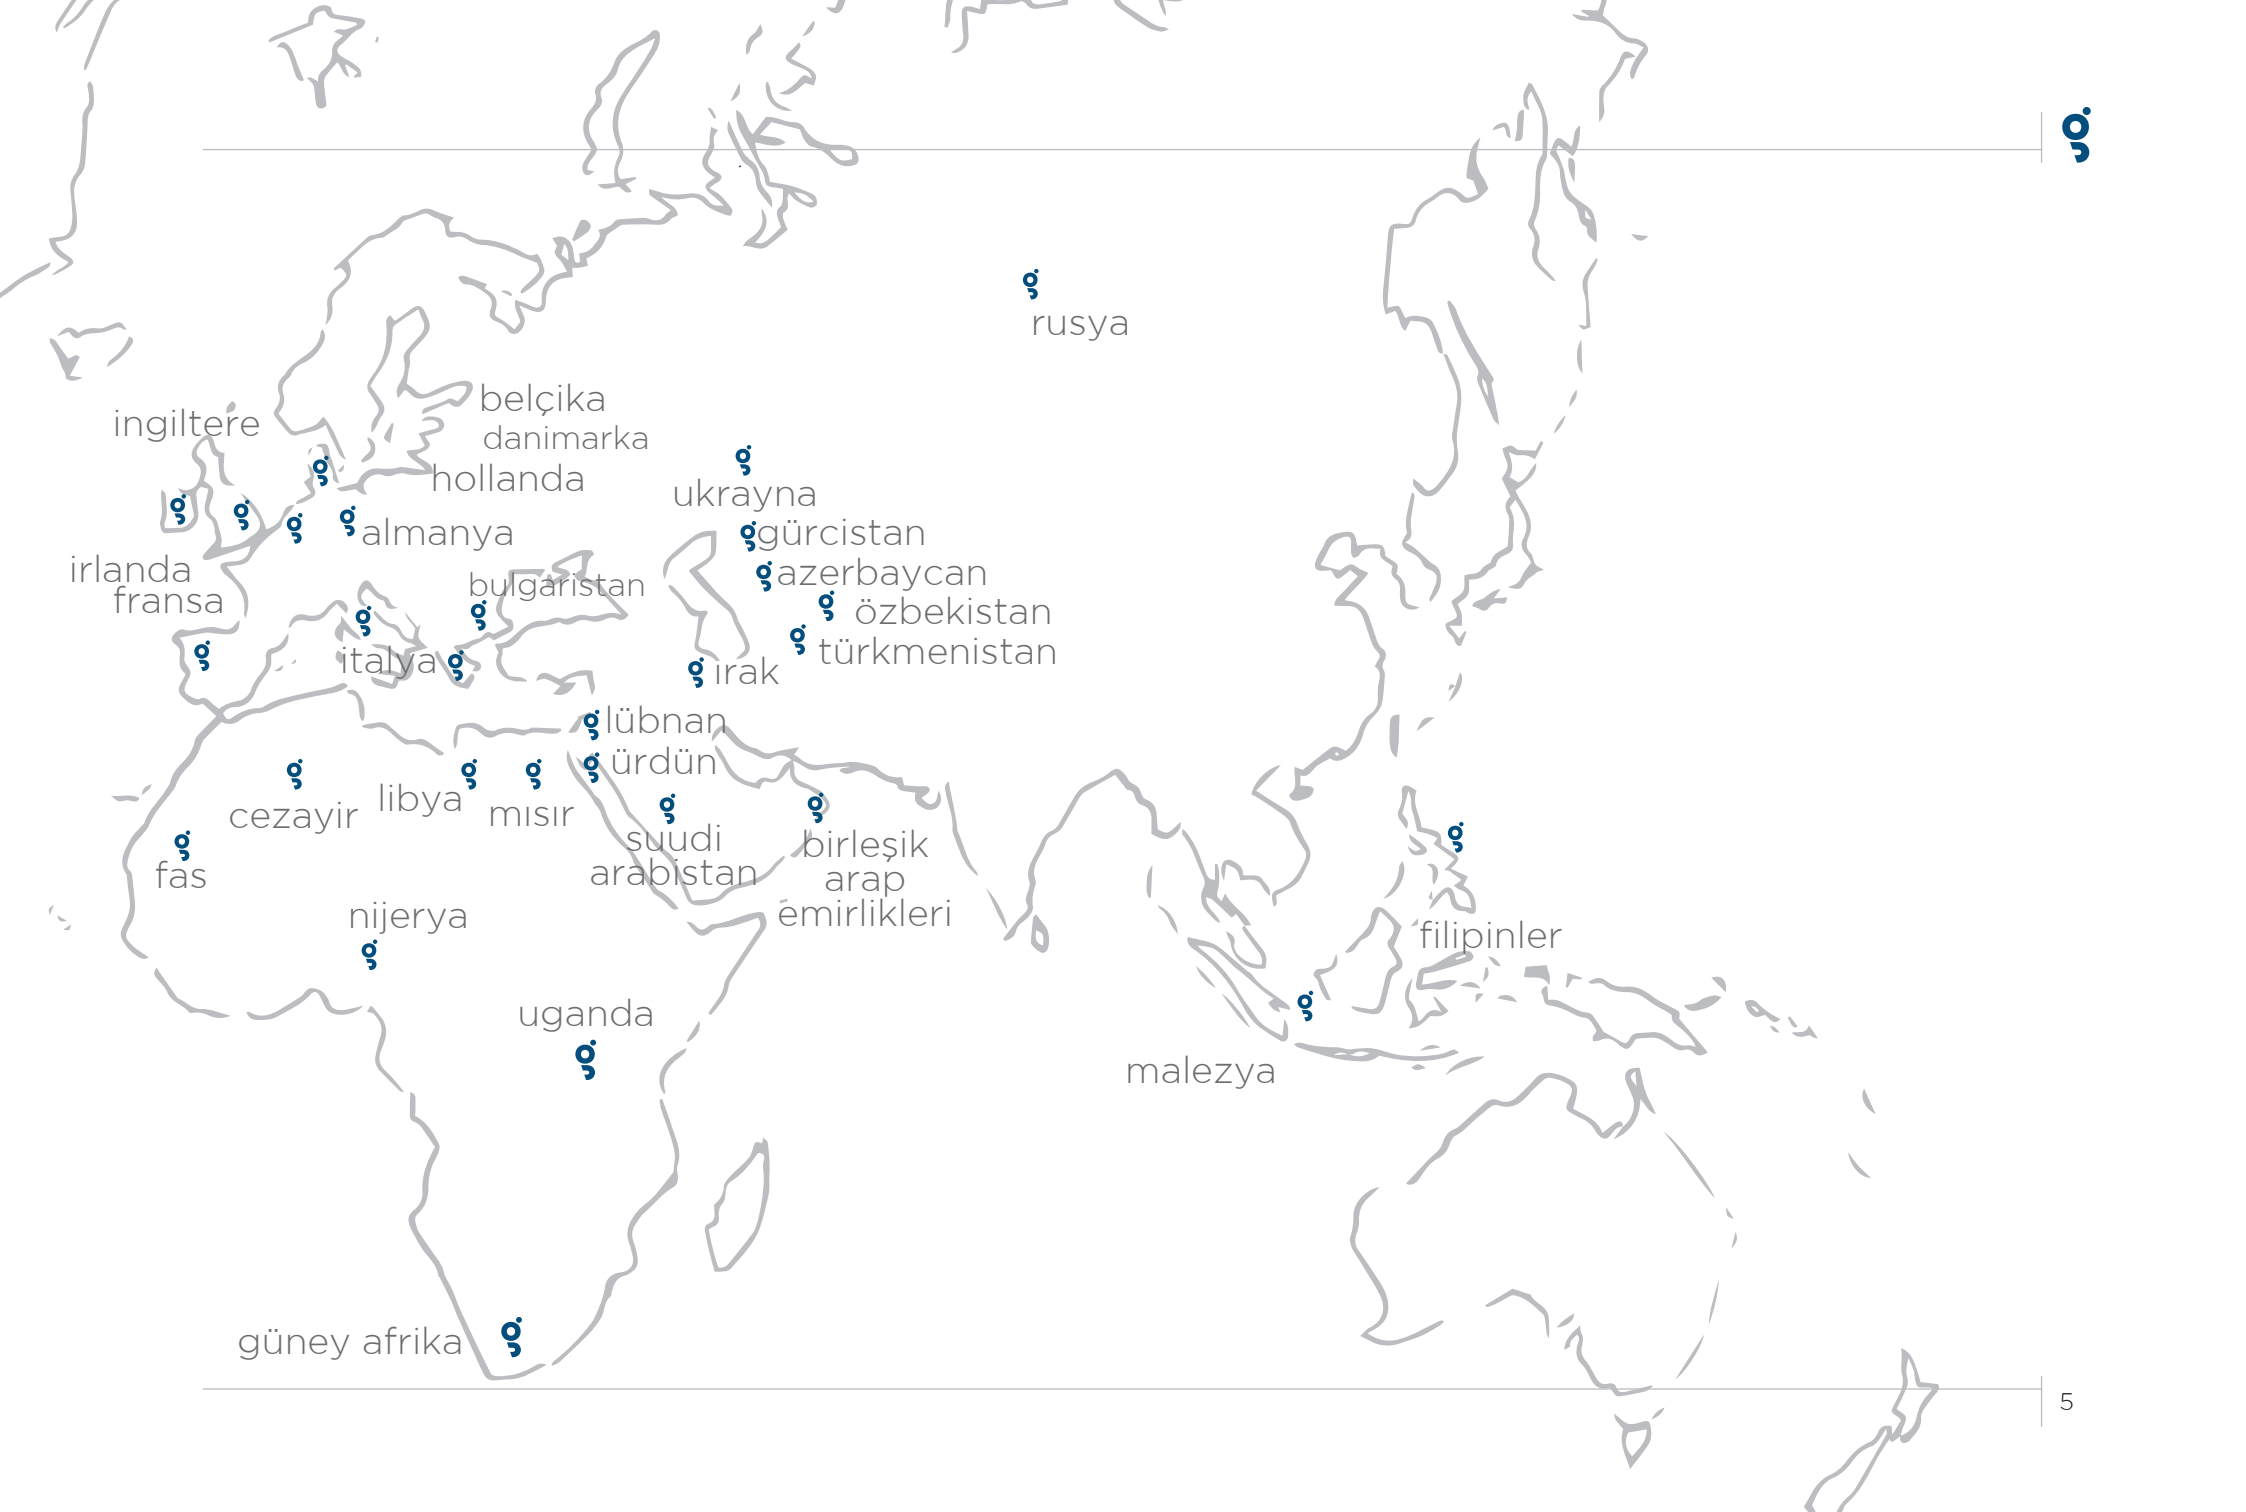 rusya
belçika
ingiltere
danimarka
hollanda
ukrayna
almanya
gürcistan
irlanda
azerbaycan
bulgaristan
fransa
özbekistan
türkmenistan
italya
ırak
lübnan
ürdün
libya
cezayir
mısır
suudi
arabistan
birleşik
arap
emirlikleri
fas
nijerya
filipinler
uganda
malezya
güney afrika
5